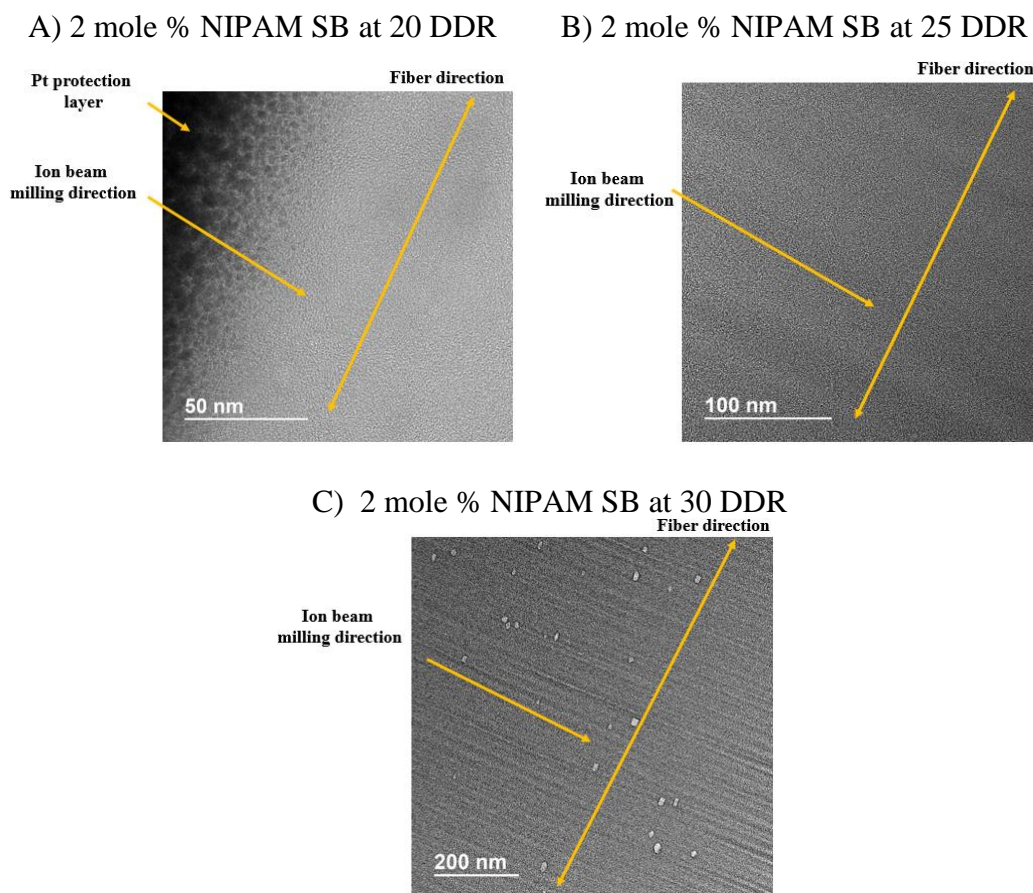 A) 2 mole % NIPAM SB at 20 DDR
B) 2 mole % NIPAM SB at 25 DDR
Pt protection
layer
Fiber direction
Ion beam
milling direction
50 nm
Fiber direction
Ion beam
milling direction
100 nm
C) 2 mole % NIPAM SB at 30 DDR
Fiber direction
Ion beam
milling direction
200 nm